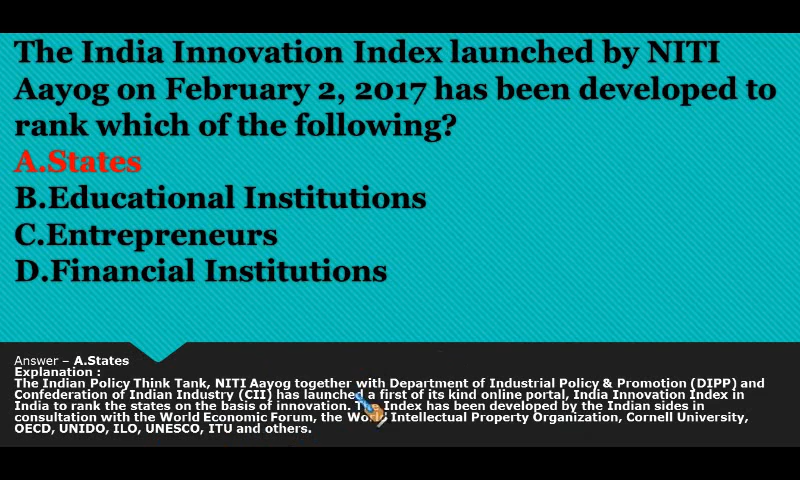 The India Innovation Index launched by NITI
Aayog on February 2, 2017 has been developed to
rank which of the following?
A.States
B.Educational Institutions
C.Entrepreneurs
D.Financial Institutions
Answer – A.States
Explanation :
The Indian Policy Think Tank, NITI Aayog together with Department of Industrial Policy & Promotion (DIPP) and
Confederation of Indian Industry (CII) has launched a first of its kind online portal, India Innovation Index in
India to rank the states on the basis of innovation. The Index has been developed by the Indian sides in
consultation with the World Economic Forum, the World Intellectual Property Organization, Cornell University,
OECD, UNIDO, ILO, UNESCO, ITU and others.